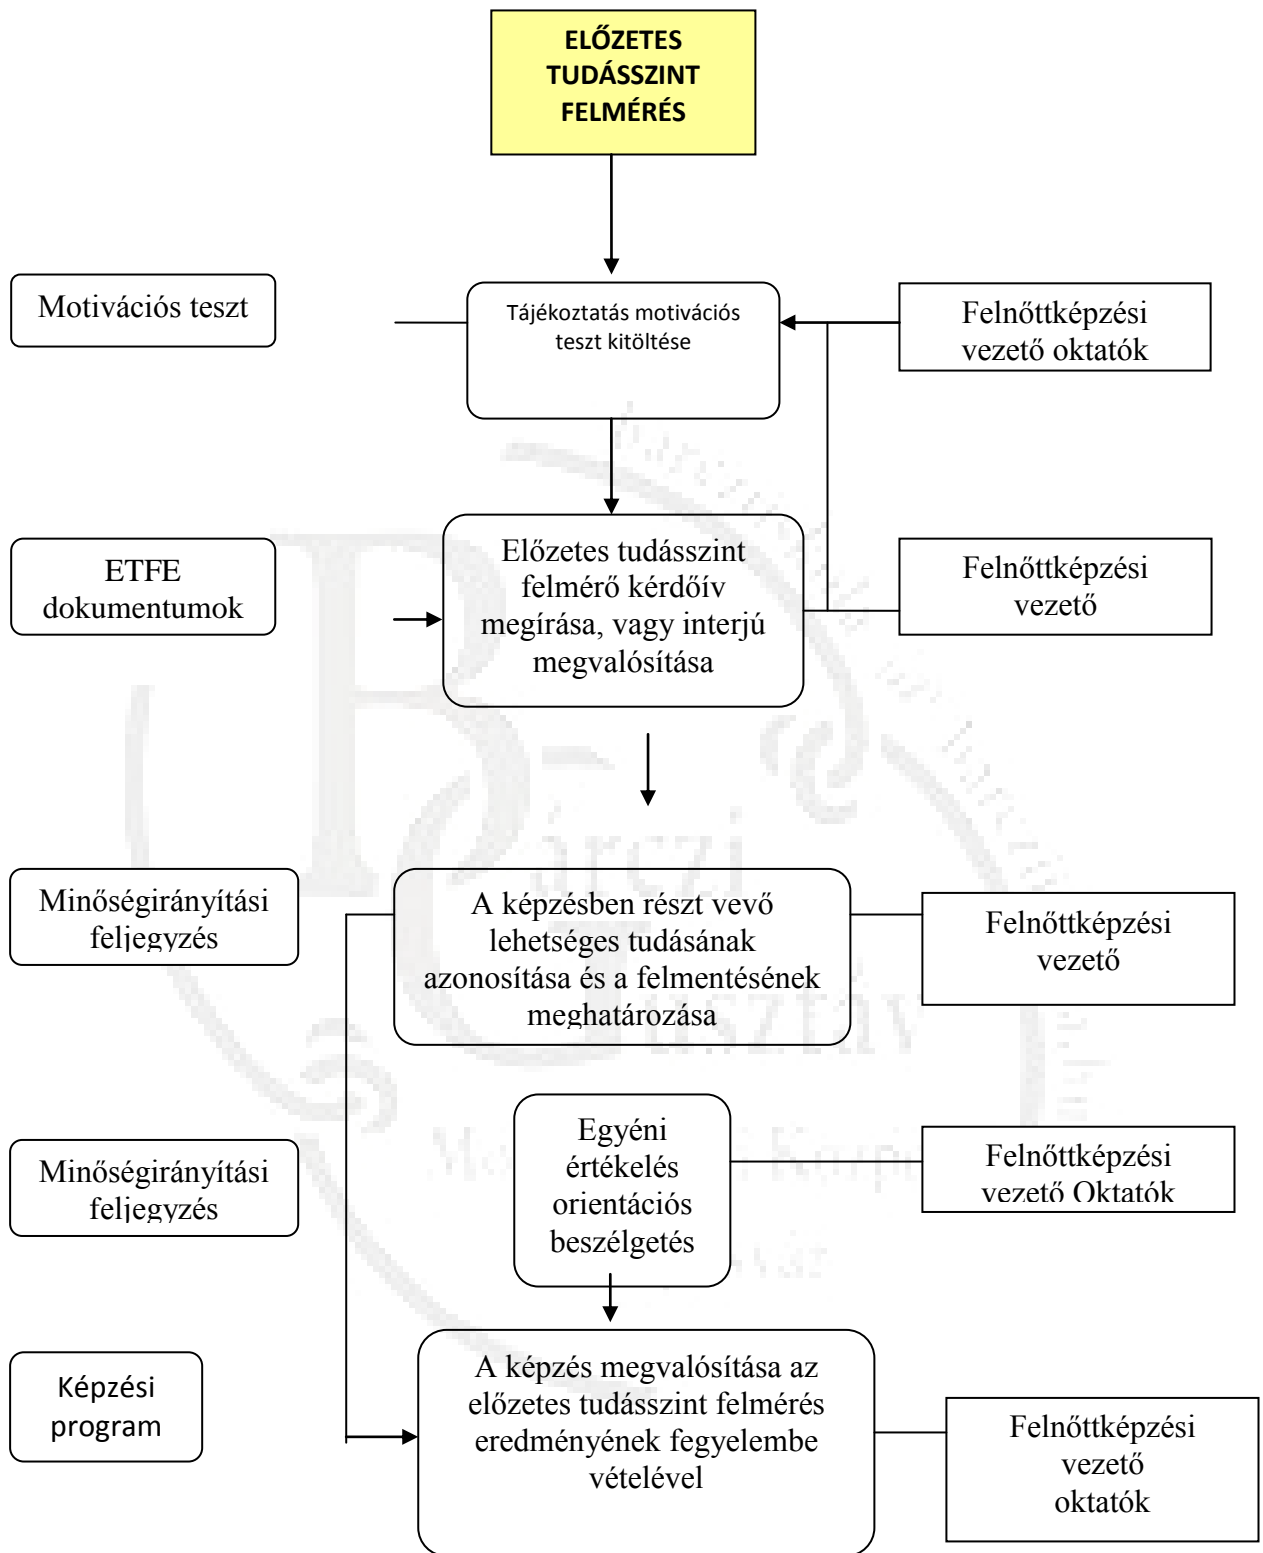 ELŐZETES
TUDÁSSZINT
FELMÉRÉS
Motivációs teszt
Tájékoztatás motivációs
teszt kitöltése
Felnőttképzési
vezető oktatók
ETFE
dokumentumok
Előzetes tudásszint
felmérő kérdőív
megírása, vagy interjú
megvalósítása
Felnőttképzési
vezető
Minőségirányítási
feljegyzés
A képzésben részt vevő
lehetséges tudásának
azonosítása és a felmentésének
meghatározása
Felnőttképzési
vezető
Minőségirányítási
feljegyzés
Egyéni
értékelés
orientációs
beszélgetés
Felnőttképzési
vezető Oktatók
Képzési
program
A képzés megvalósítása az
előzetes tudásszint felmérés
eredményének fegyelembe
vételével
Felnőttképzési
vezető
oktatók
Bárczi
Gusztáv